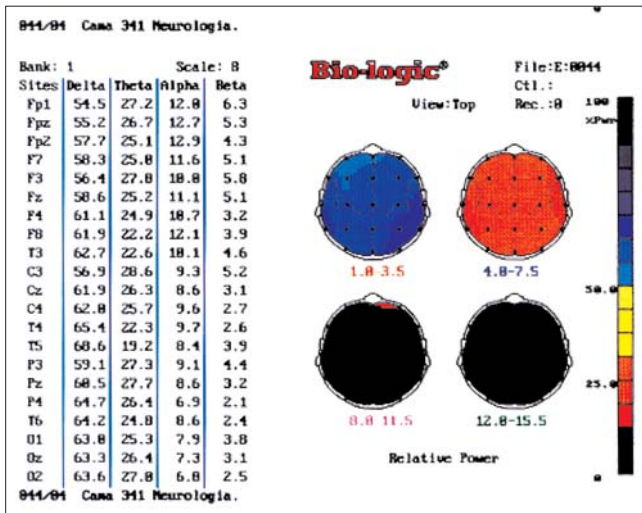 044/04 Cama 341 Neurologia.
Bank: 1 Scale: 8
Sites Delta Theta Alpha Beta
Fp1 54.5 27.2 12.0 6.3
Fpz 55.2 26.7 12.7 5.3
Fp2 57.7 25.1 12.9 4.3
F7 58.3 25.0 11.6 5.1
F3 56.4 27.8 10.0 5.8
Fz 58.6 25.2 11.1 5.1
F4 61.1 24.9 10.7 3.2
F8 61.9 22.2 12.1 3.9
T3 62.7 22.6 10.1 4.6
C3 56.9 28.6 9.3 5.2
Cz 61.9 26.3 8.6 3.1
C4 62.0 25.7 9.6 2.7
T4 65.4 22.3 9.7 2.6
T5 68.6 19.2 8.4 3.9
P3 59.1 27.3 9.1 4.4
Pz 60.5 27.7 8.6 3.2
P4 64.7 26.4 6.9 2.1
T6 64.2 24.8 8.6 2.4
O1 63.0 25.3 7.9 3.8
Oz 63.3 26.4 7.3 3.1
O2 63.6 27.0 6.8 2.5
044/04 Cama 341 Neurologia.
Bio-logic®
File:E:0044
Ctl.:
View:Top Rec.:0
1.0-3.5 4.0-7.5
8.0-11.5 12.0-15.5
Relative Power
0
100
%Pwr
50.0
25.0
0